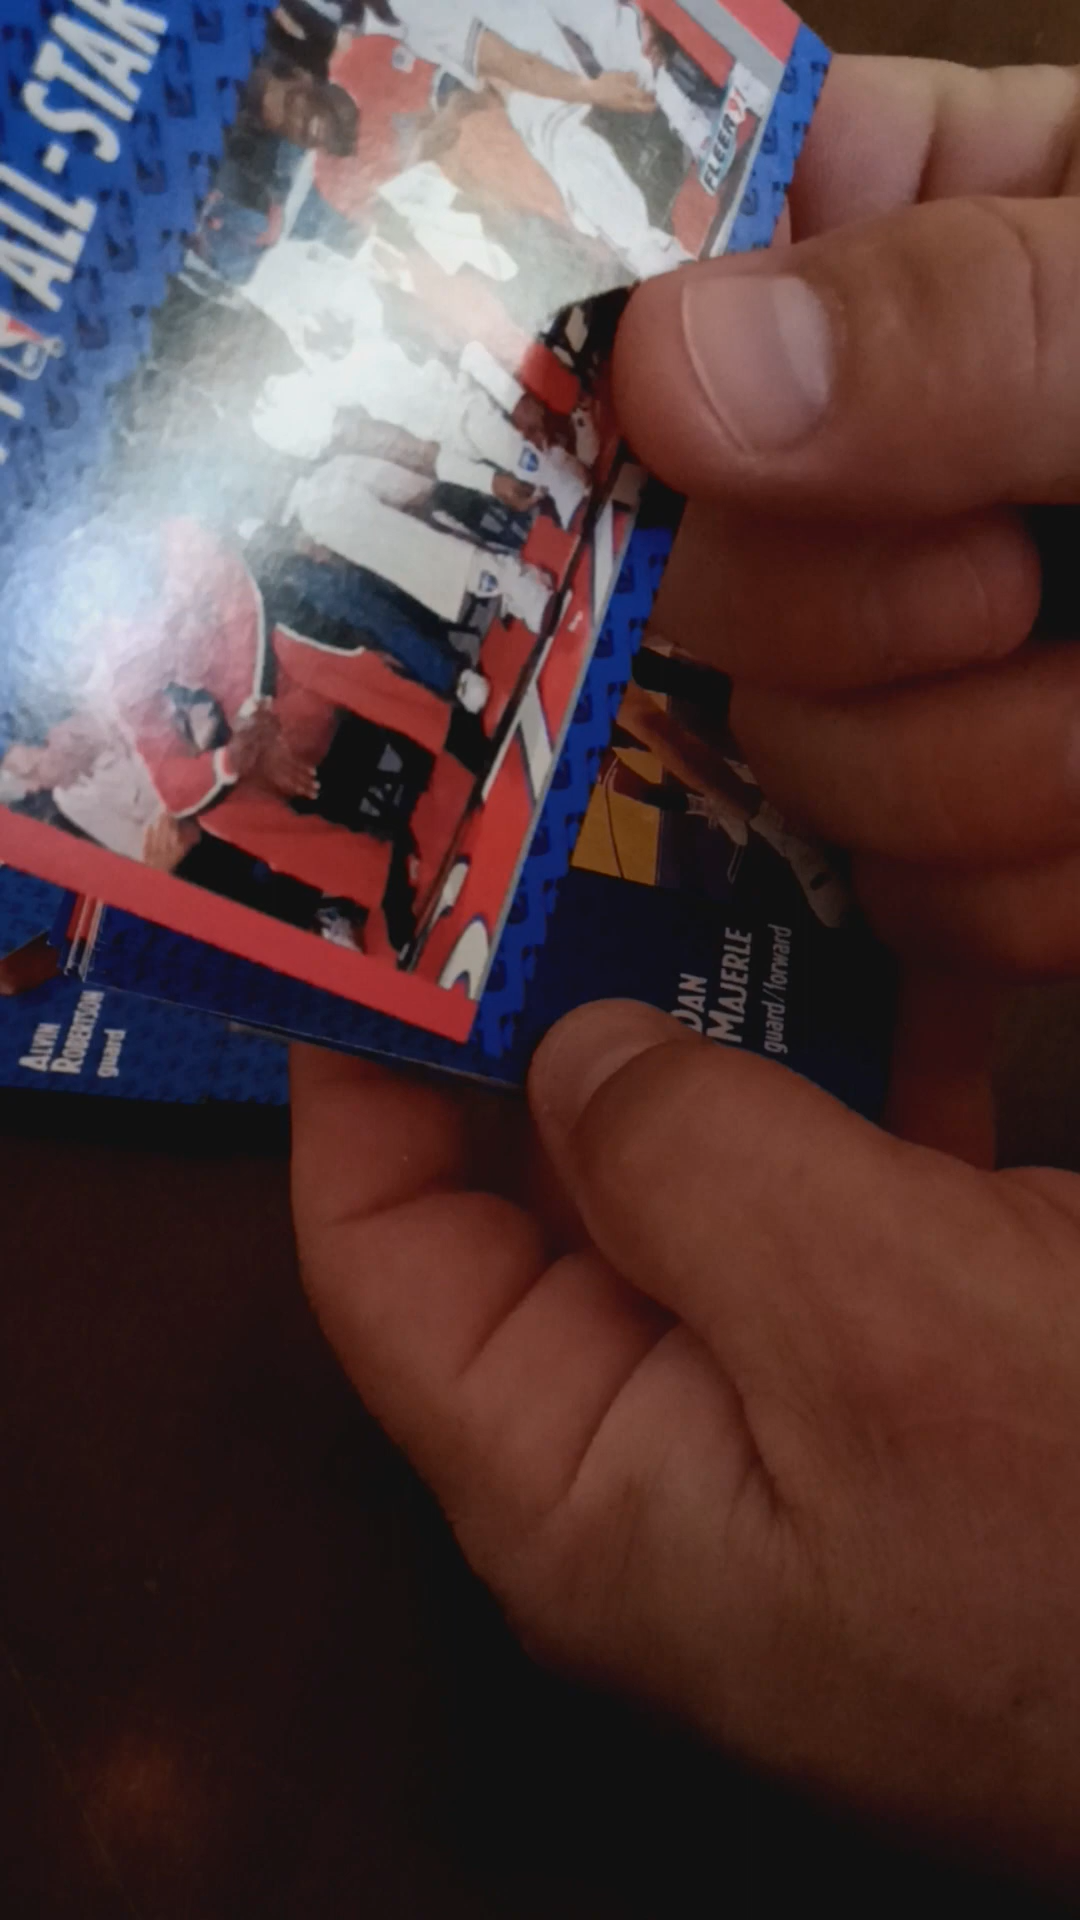 ALL-STAR
FLEER '91
DAN
MAJERLE
guard/forward
ALVIN
ROBERTSON
guard